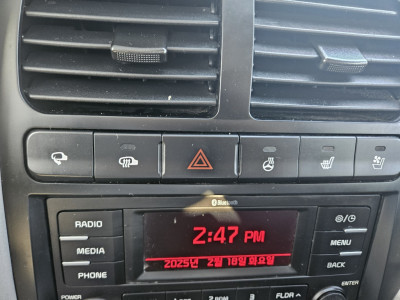 Bluetooth
RADIO
2:47 PM
MENU
MEDIA
2025년 2월 18일 화요일
BACK
PHONE
POWER
FLDR ∧
ENTER